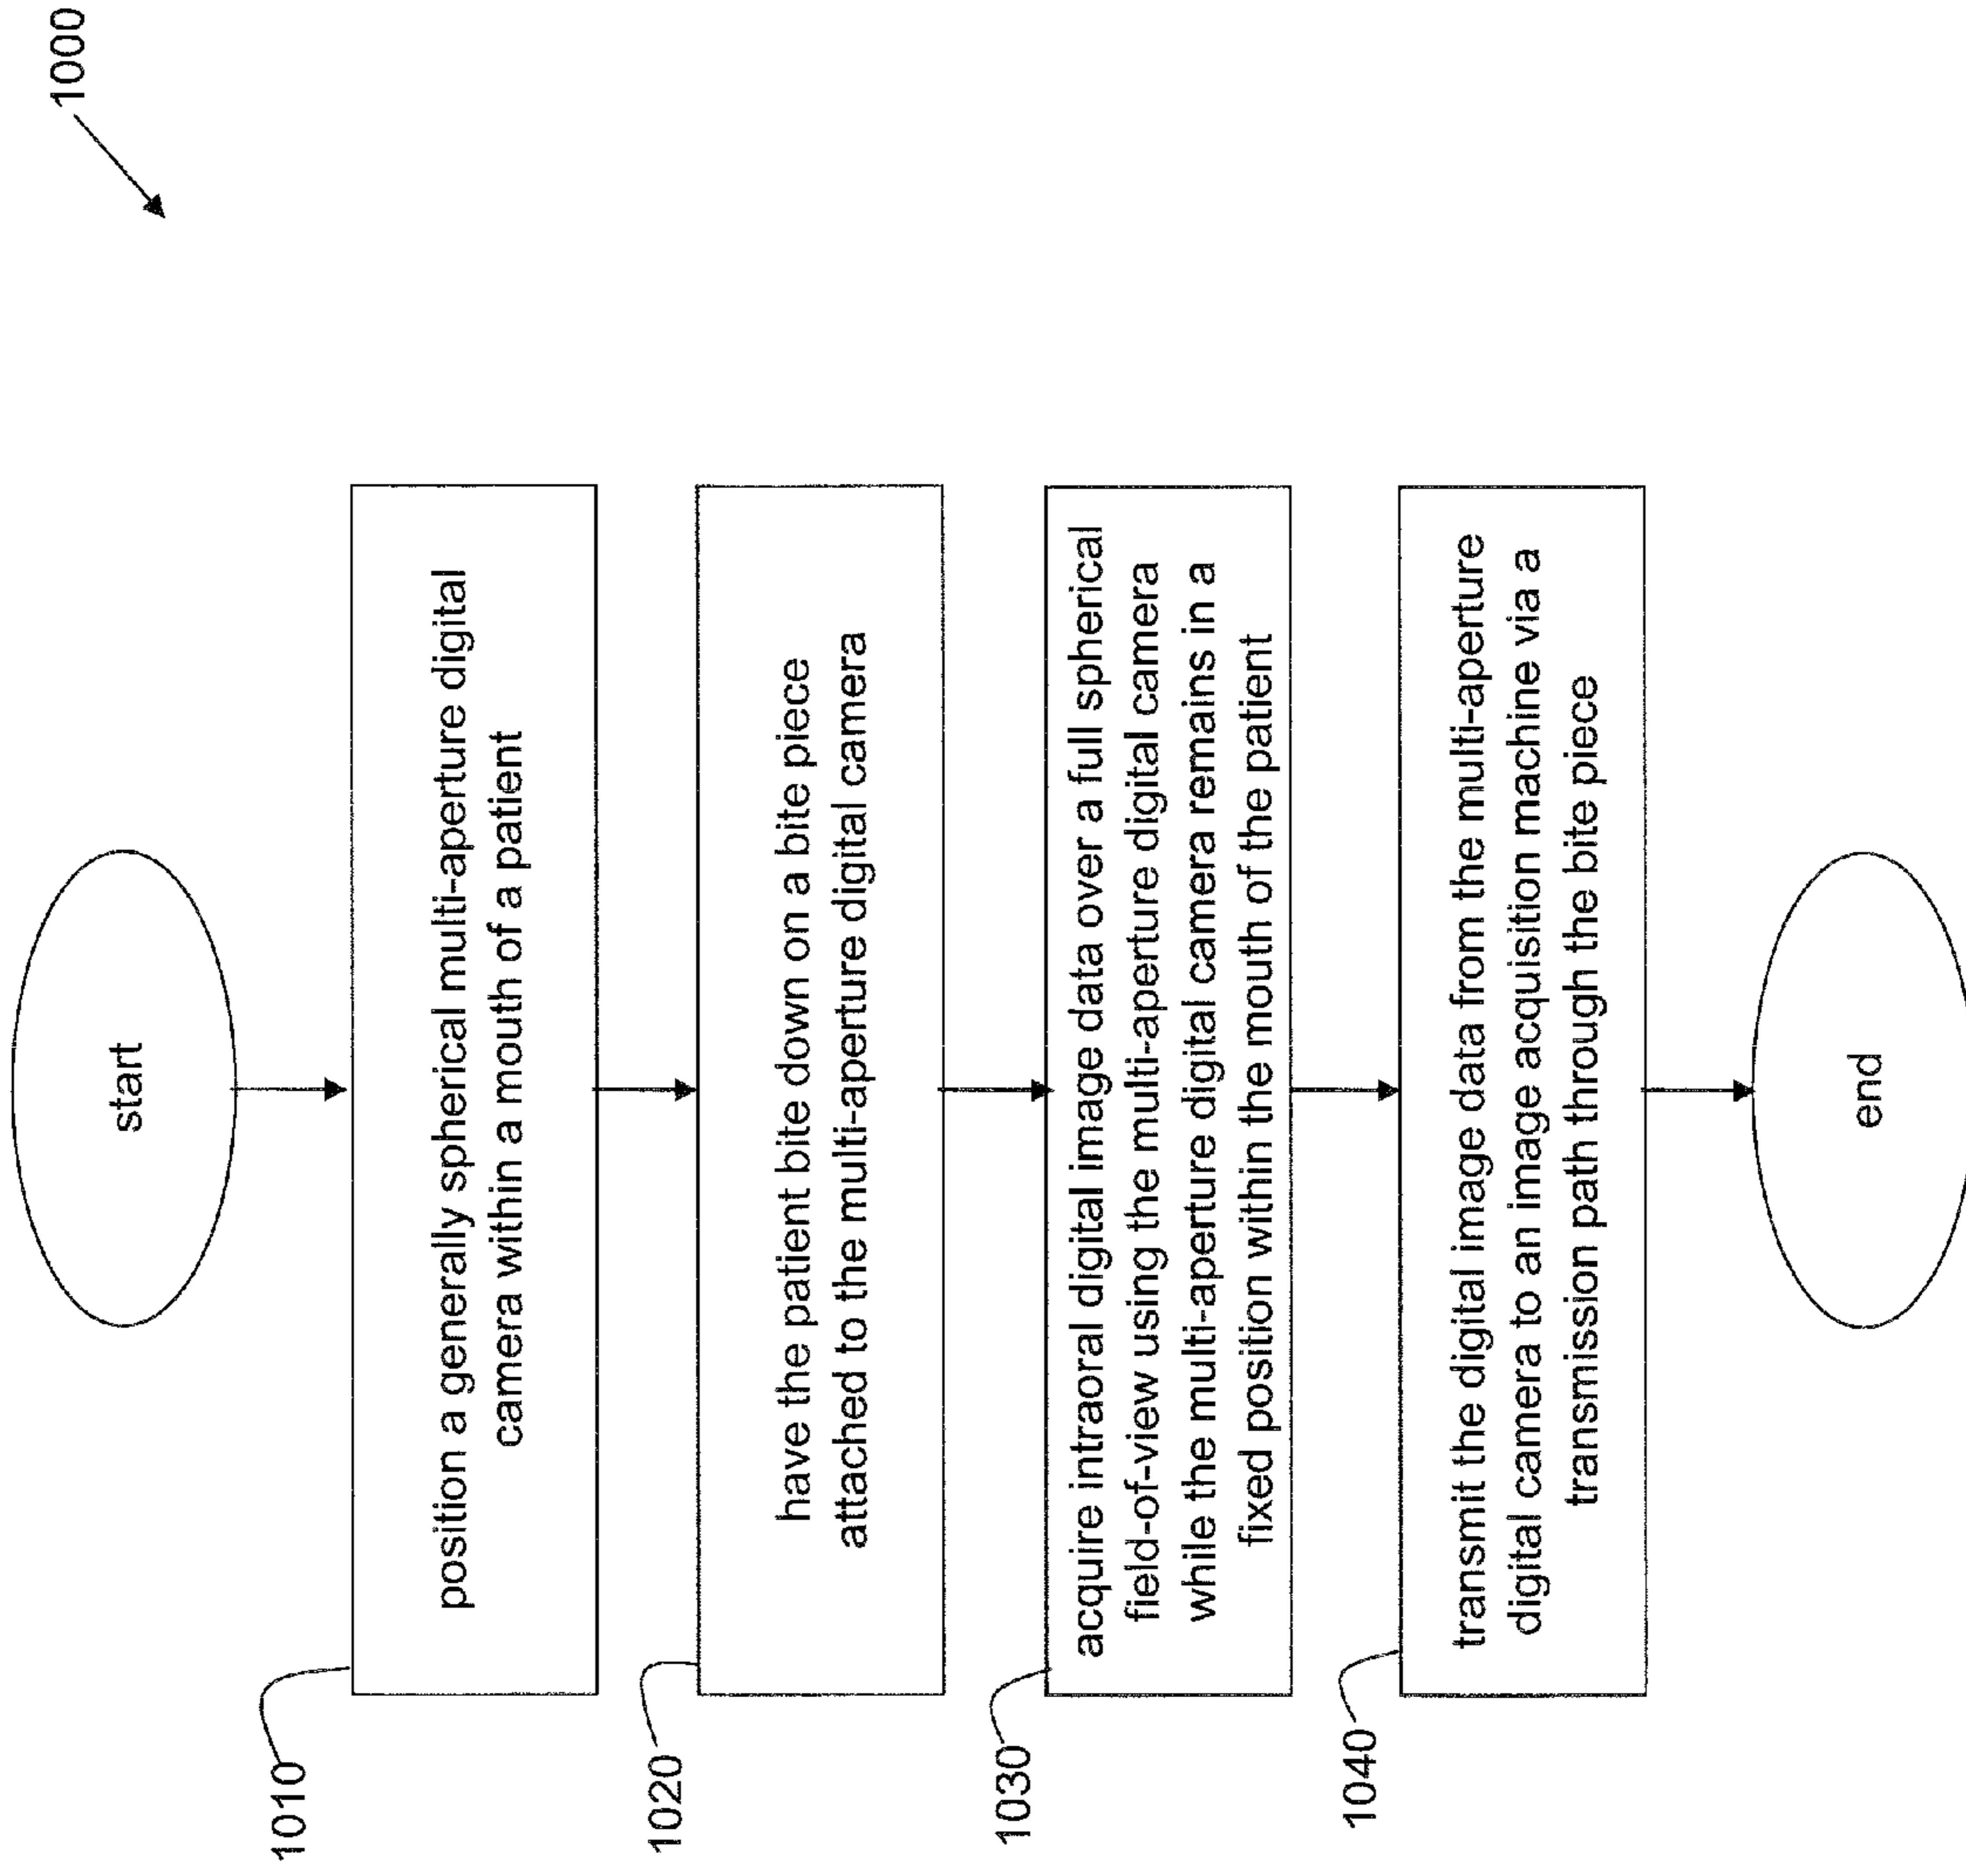 1000
start
1010
position a generally spherical multi-aperture digital
camera within a mouth of a patient
1020
have the patient bite down on a bite piece
attached to the multi-aperture digital camera
1030
acquire intraoral digital image data over a full spherical
field-of-view using the multi-aperture digital camera
while the multi-aperture digital camera remains in a
fixed position within the mouth of the patient
1040
transmit the digital image data from the multi-aperture
digital camera to an image acquisition machine via a
transmission path through the bite piece
end